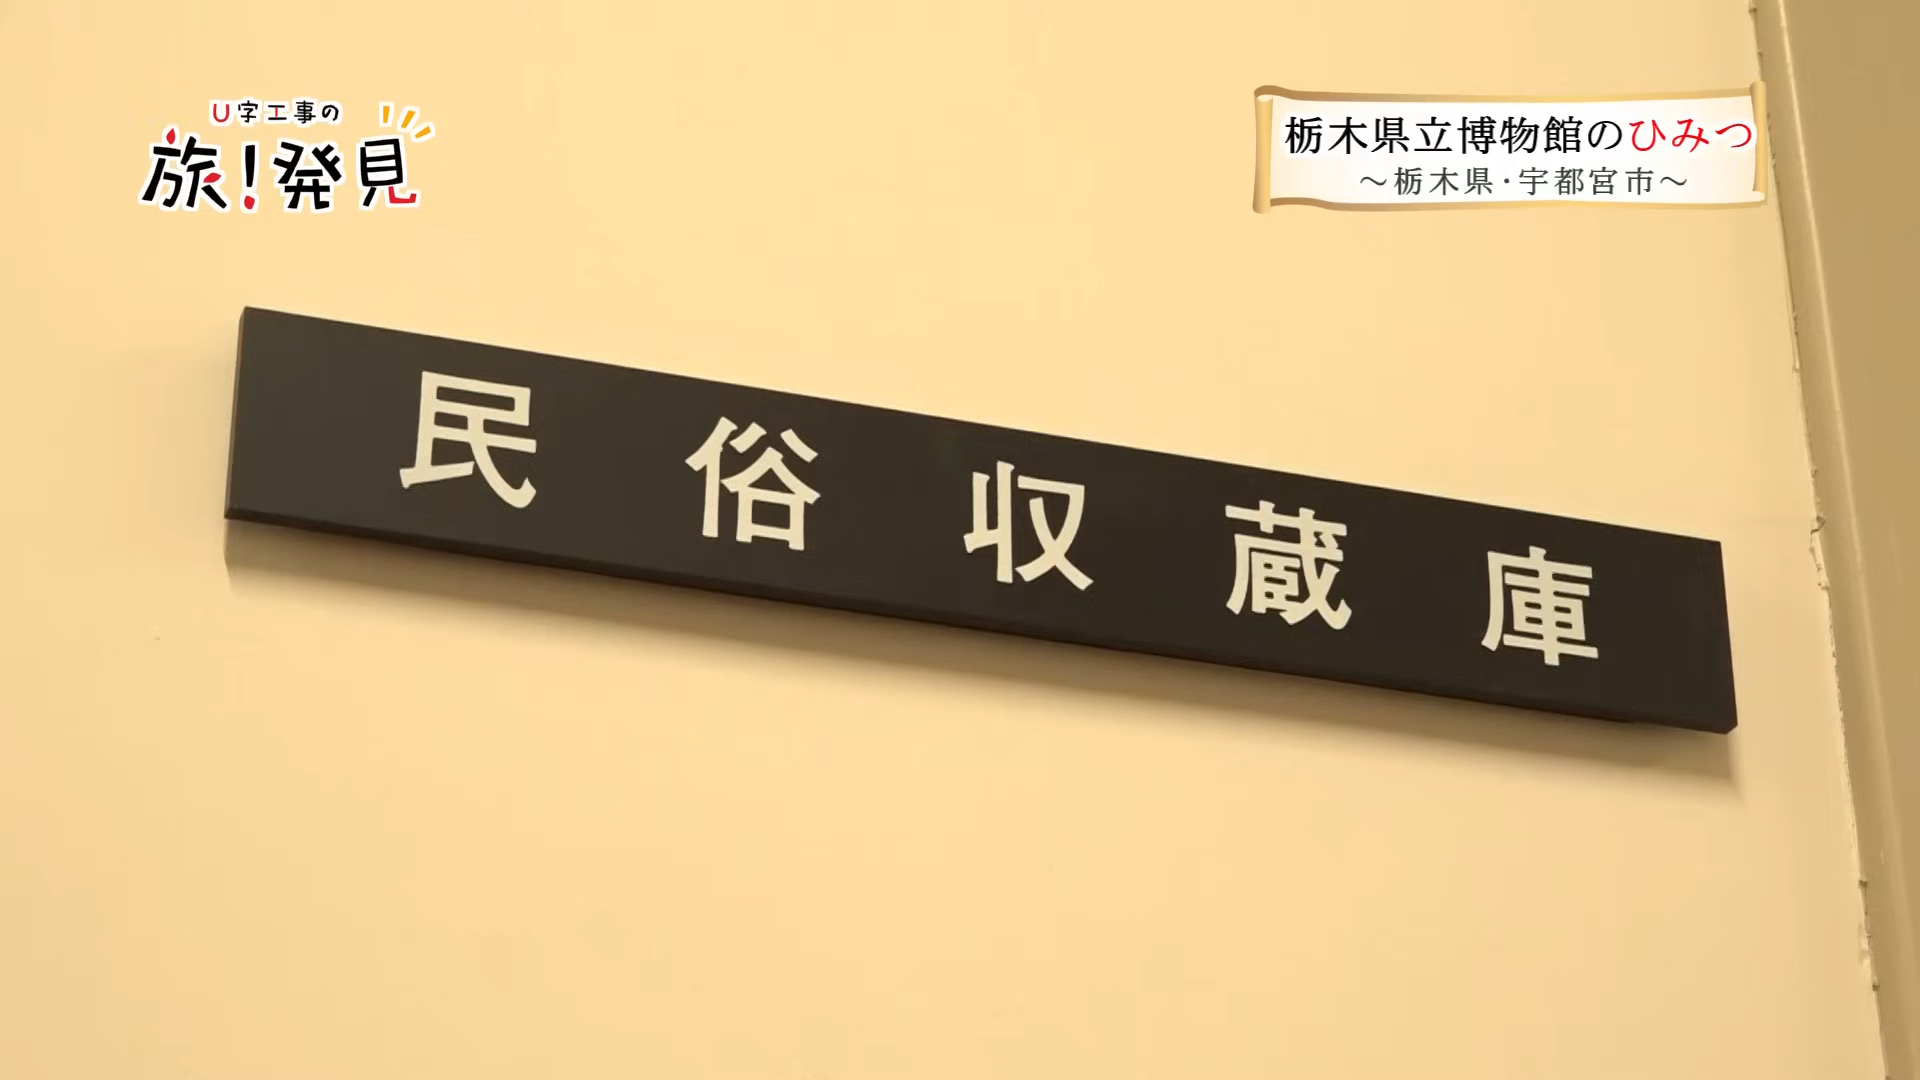 U字工事の
旅!発見
栃木県立博物館のひみつ
～栃木県・宇都宮市～
民俗収蔵庫